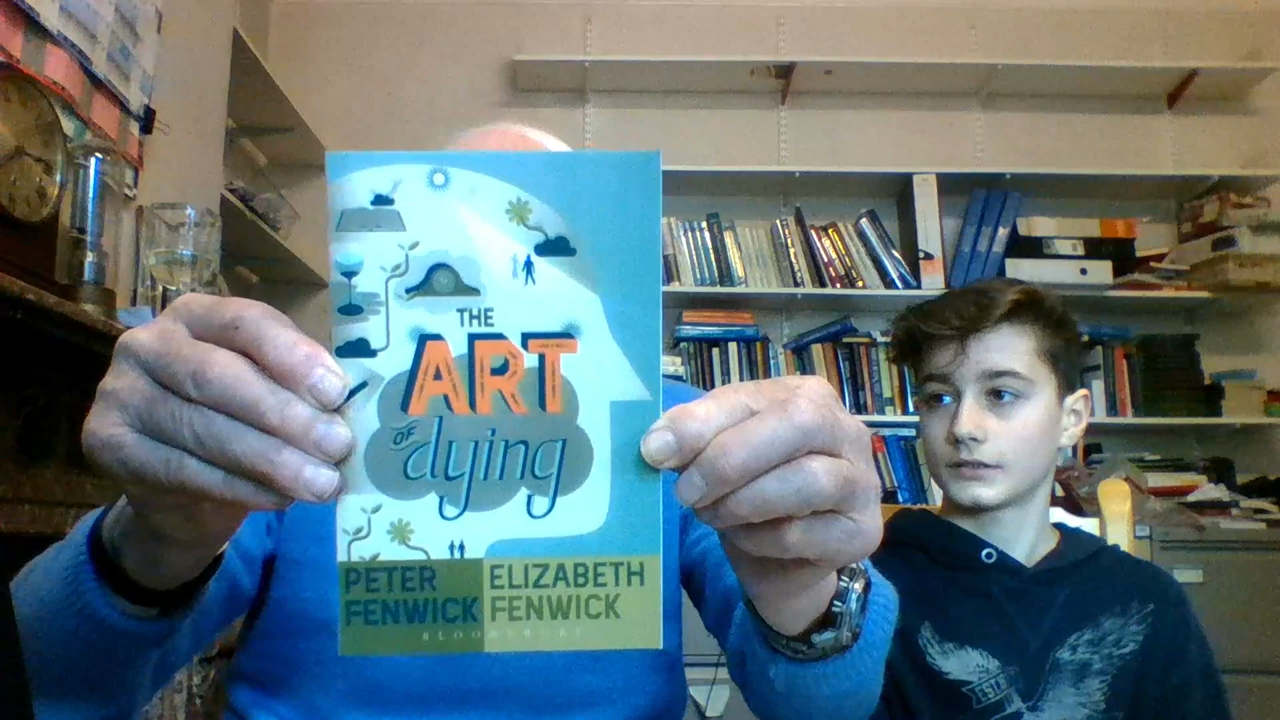 THE
ART
OF
dying
PETER
FENWICK
ELIZABETH
FENWICK
BLOOMSBURY